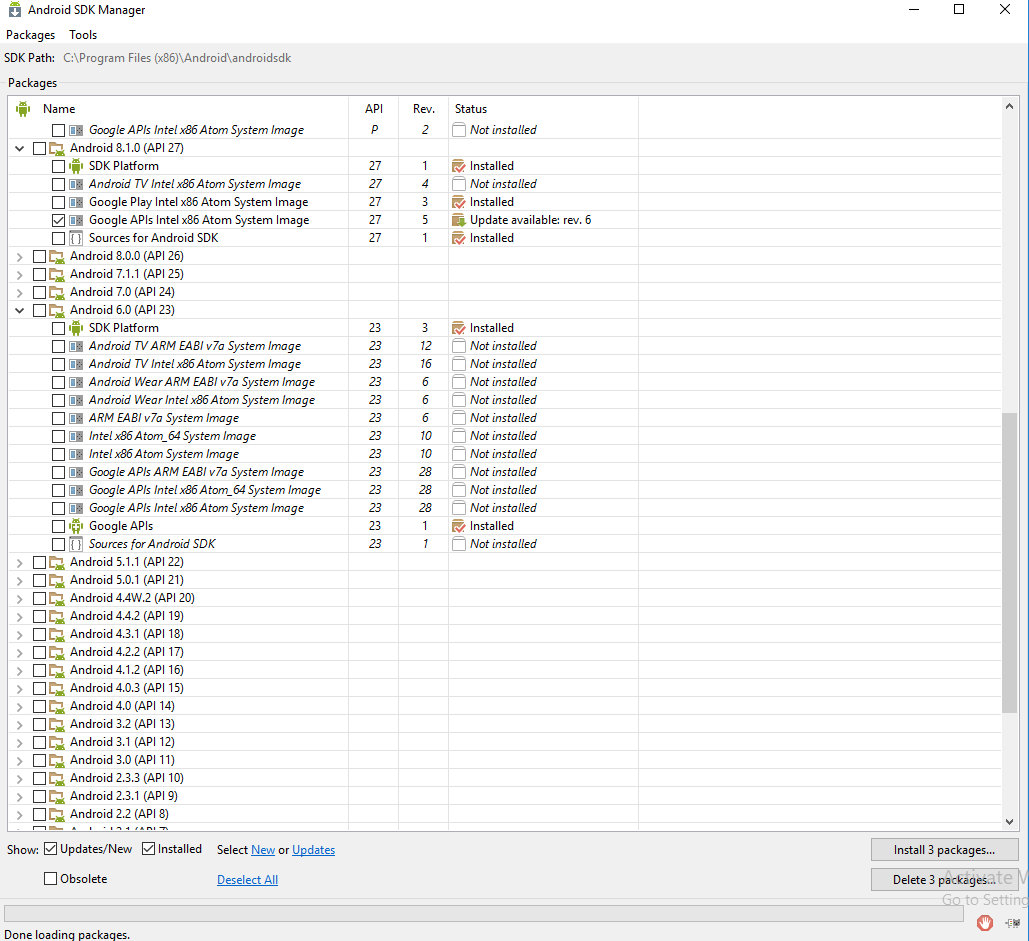 Android SDK Manager
Packages Tools
SDK Path: C:\Program Files (x86)\Android\androidsdk
Packages
Name API Rev. Status
Google APIs Intel x86 Atom System Image P 2 Not installed
Android 8.1.0 (API 27)
SDK Platform 27 1 Installed
Android TV Intel x86 Atom System Image 27 4 Not installed
Google Play Intel x86 Atom System Image 27 3 Installed
Google APIs Intel x86 Atom System Image 27 5 Update available: rev. 6
Sources for Android SDK 27 1 Installed
Android 8.0.0 (API 26)
Android 7.1.1 (API 25)
Android 7.0 (API 24)
Android 6.0 (API 23)
SDK Platform 23 3 Installed
Android TV ARM EABI v7a System Image 23 12 Not installed
Android TV Intel x86 Atom System Image 23 16 Not installed
Android Wear ARM EABI v7a System Image 23 6 Not installed
Android Wear Intel x86 Atom System Image 23 6 Not installed
ARM EABI v7a System Image 23 6 Not installed
Intel x86 Atom_64 System Image 23 10 Not installed
Intel x86 Atom System Image 23 10 Not installed
Google APIs ARM EABI v7a System Image 23 28 Not installed
Google APIs Intel x86 Atom_64 System Image 23 28 Not installed
Google APIs Intel x86 Atom System Image 23 28 Not installed
Google APIs 23 1 Installed
Sources for Android SDK 23 1 Not installed
Android 5.1.1 (API 22)
Android 5.0.1 (API 21)
Android 4.4W.2 (API 20)
Android 4.4.2 (API 19)
Android 4.3.1 (API 18)
Android 4.2.2 (API 17)
Android 4.1.2 (API 16)
Android 4.0.3 (API 15)
Android 4.0 (API 14)
Android 3.2 (API 13)
Android 3.1 (API 12)
Android 3.0 (API 11)
Android 2.3.3 (API 10)
Android 2.3.1 (API 9)
Android 2.2 (API 8)
Android 2.1 (API 7)
Show: Updates/New Installed Select New or Updates Install 3 packages...
Obsolete Deselect All Delete 3 packages...
Activate W
Go to Setting
Done loading packages.